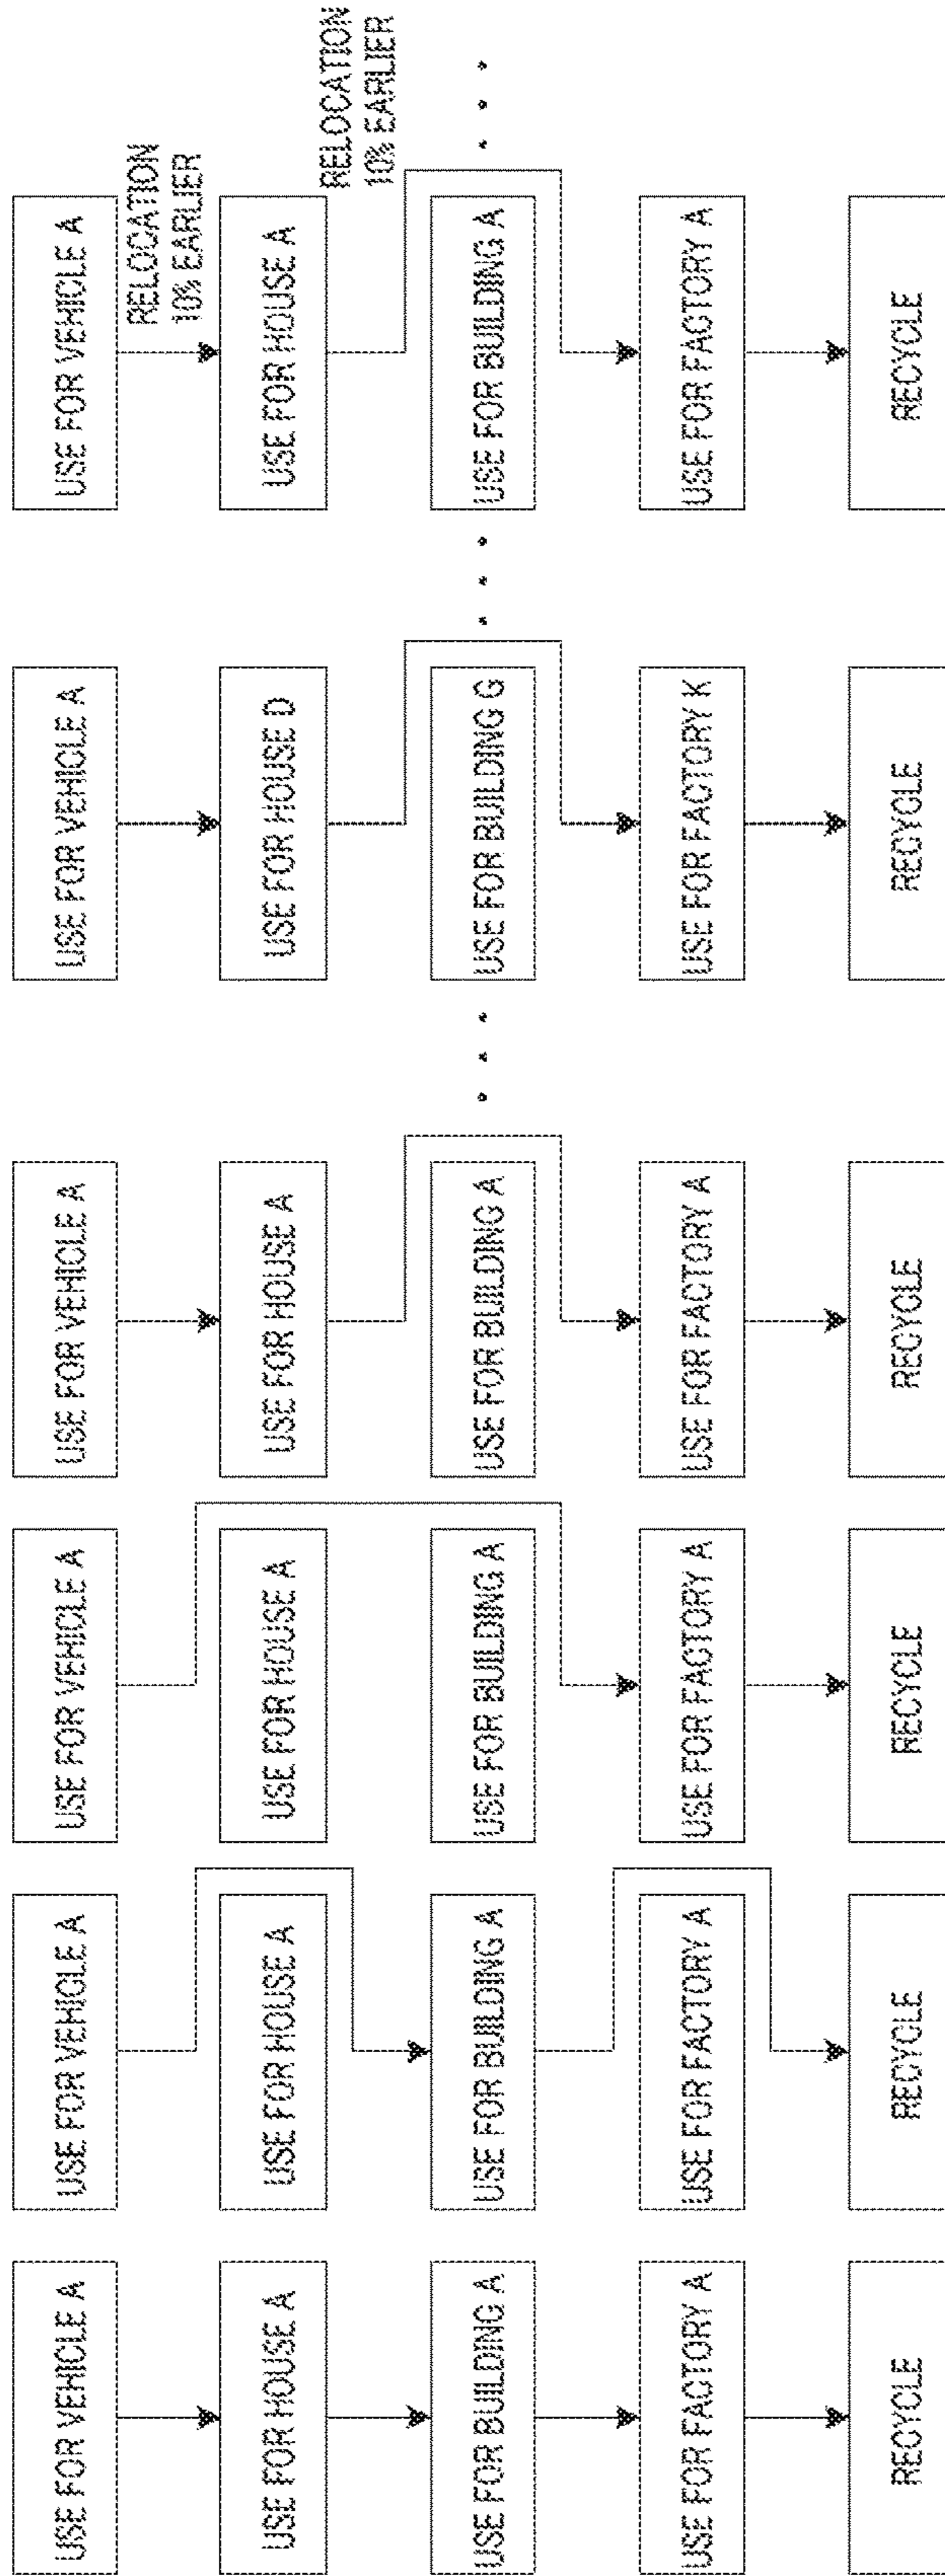 USE FOR VEHICLE A
USE FOR HOUSE A
USE FOR BUILDING A
USE FOR FACTORY A
RECYCLE
USE FOR VEHICLE A
USE FOR HOUSE A
USE FOR BUILDING A
USE FOR FACTORY A
RECYCLE
USE FOR VEHICLE A
USE FOR HOUSE A
USE FOR BUILDING A
USE FOR FACTORY A
RECYCLE
USE FOR VEHICLE A
USE FOR HOUSE A
USE FOR BUILDING A
USE FOR FACTORY A
RECYCLE
USE FOR VEHICLE A
USE FOR HOUSE D
USE FOR BUILDING G
USE FOR FACTORY K
RECYCLE
USE FOR VEHICLE A
RELOCATION
10% EARLIER
USE FOR HOUSE A
RELOCATION
10% EARLIER
USE FOR BUILDING A
USE FOR FACTORY A
RECYCLE